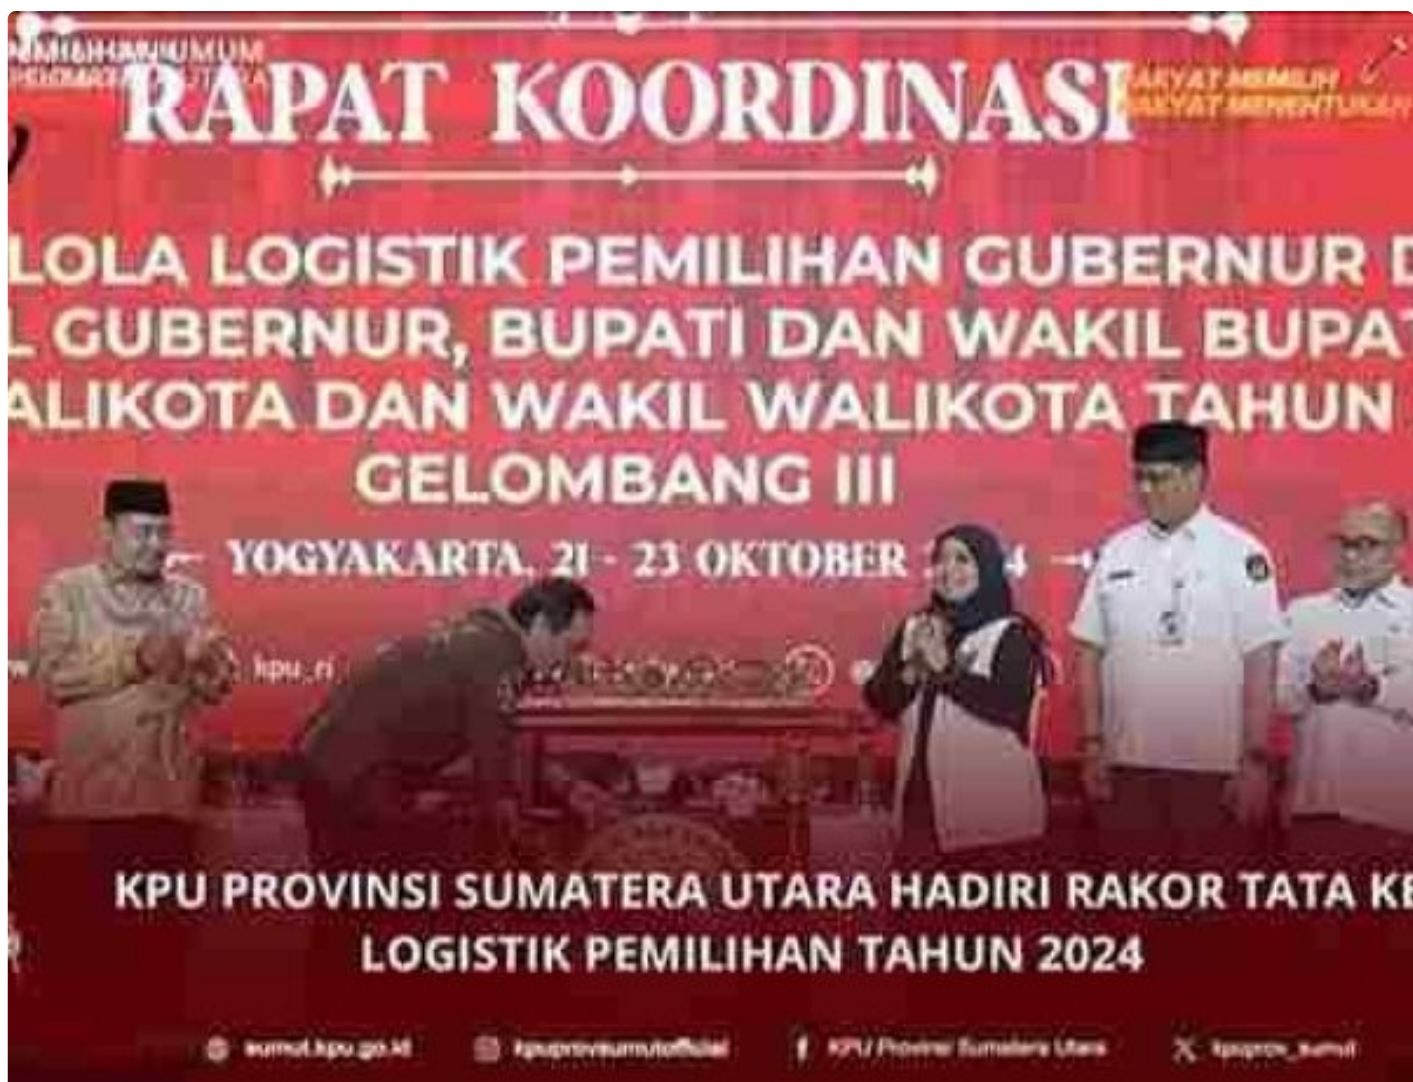 RAPAT KOORDINASI
RAKYAT MEMILIH
RAKYAT MENENTUKAN
LOLA LOGISTIK PEMILIHAN GUBERNUR D
L GUBERNUR, BUPATI DAN WAKIL BUPAT
ALIKOTA DAN WAKIL WALIKOTA TAHUN
GELOMBANG III
YOGYAKARTA, 21 - 23 OKTOBER
kpu_ri
KPU PROVINSI SUMATERA UTARA HADIRI RAKOR TATA KE
LOGISTIK PEMILIHAN TAHUN 2024
sumut.kpu.go.id
kpuprovsumutofficial
KPU Provinsi Sumatera Utara
kpuprov_sumut